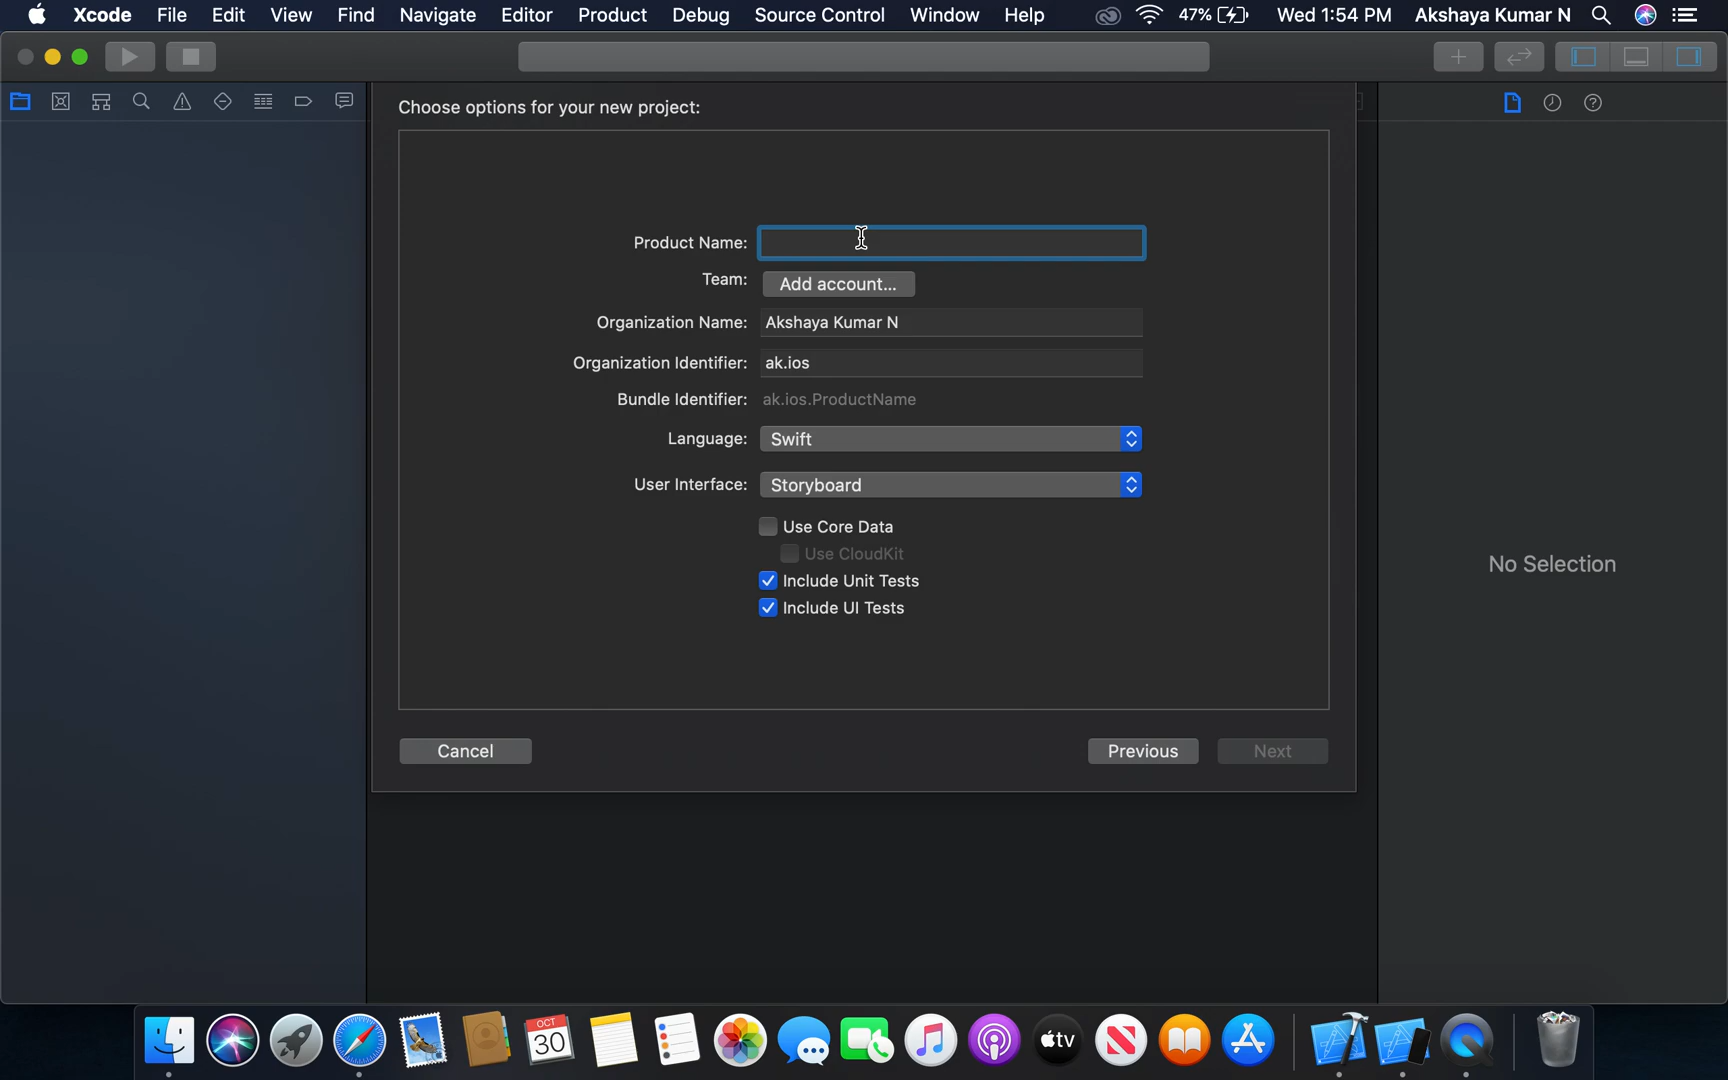 Xcode File Edit View Find Navigate Editor Product Debug Source Control Window Help 47% Wed 1:54 PM Akshaya Kumar N
Choose options for your new project:
Product Name:
Team: Add account...
Organization Name: Akshaya Kumar N
Organization Identifier: ak.ios
Bundle Identifier: ak.ios.ProductName
Language: Swift
User Interface: Storyboard
Use Core Data
Use CloudKit
No Selection
Include Unit Tests
Include UI Tests
Cancel Previous Next
OCT
30
tv